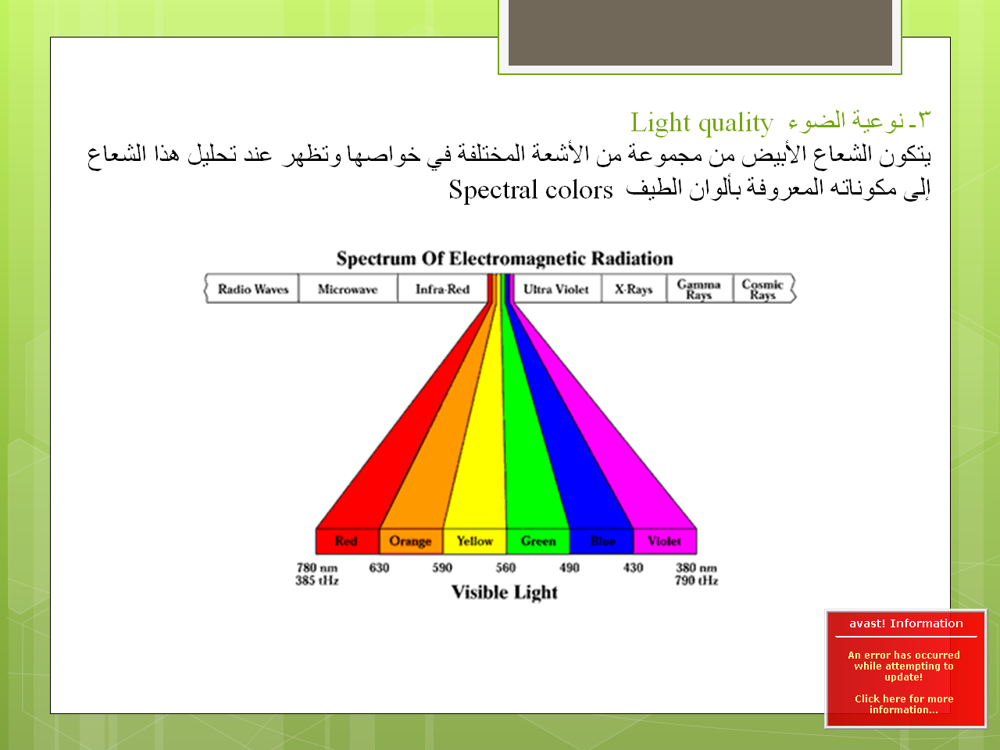 ٣- نوعية الضوء Light quality
يتكون الشعاع الأبيض من مجموعة من الأشعة المختلفة في خواصها وتظهر عند تحليل هذا الشعاع
إلى مكوناته المعروفة بألوان الطيف Spectral colors
Spectrum Of Electromagnetic Radiation
Radio Waves Microwave Infra-Red Ultra Violet X-Rays Gamma Rays Cosmic Rays
Red Orange Yellow Green Blue Violet
780 nm 630 590 560 490 430 380 nm
385 tHz 790 tHz
Visible Light
avast! Information
An error has occurred
while attempting to
update!
Click here for more
information...